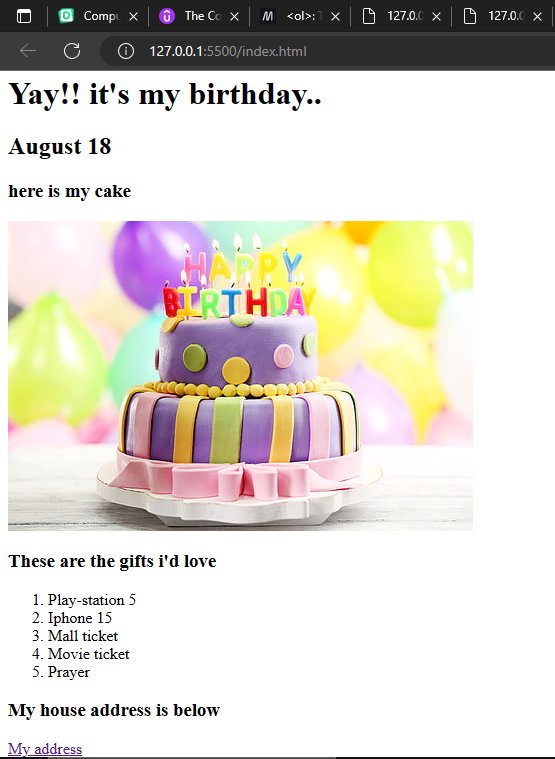 Compu
The Co
<ol>: T
127.0.0
127.0.0
127.0.0.1:5500/index.html
Yay!! it's my birthday..
August 18
here is my cake
HAPPY
BIRTHDAY
These are the gifts i'd love
1. Play-station 5
2. Iphone 15
3. Mall ticket
4. Movie ticket
5. Prayer
My house address is below
My address